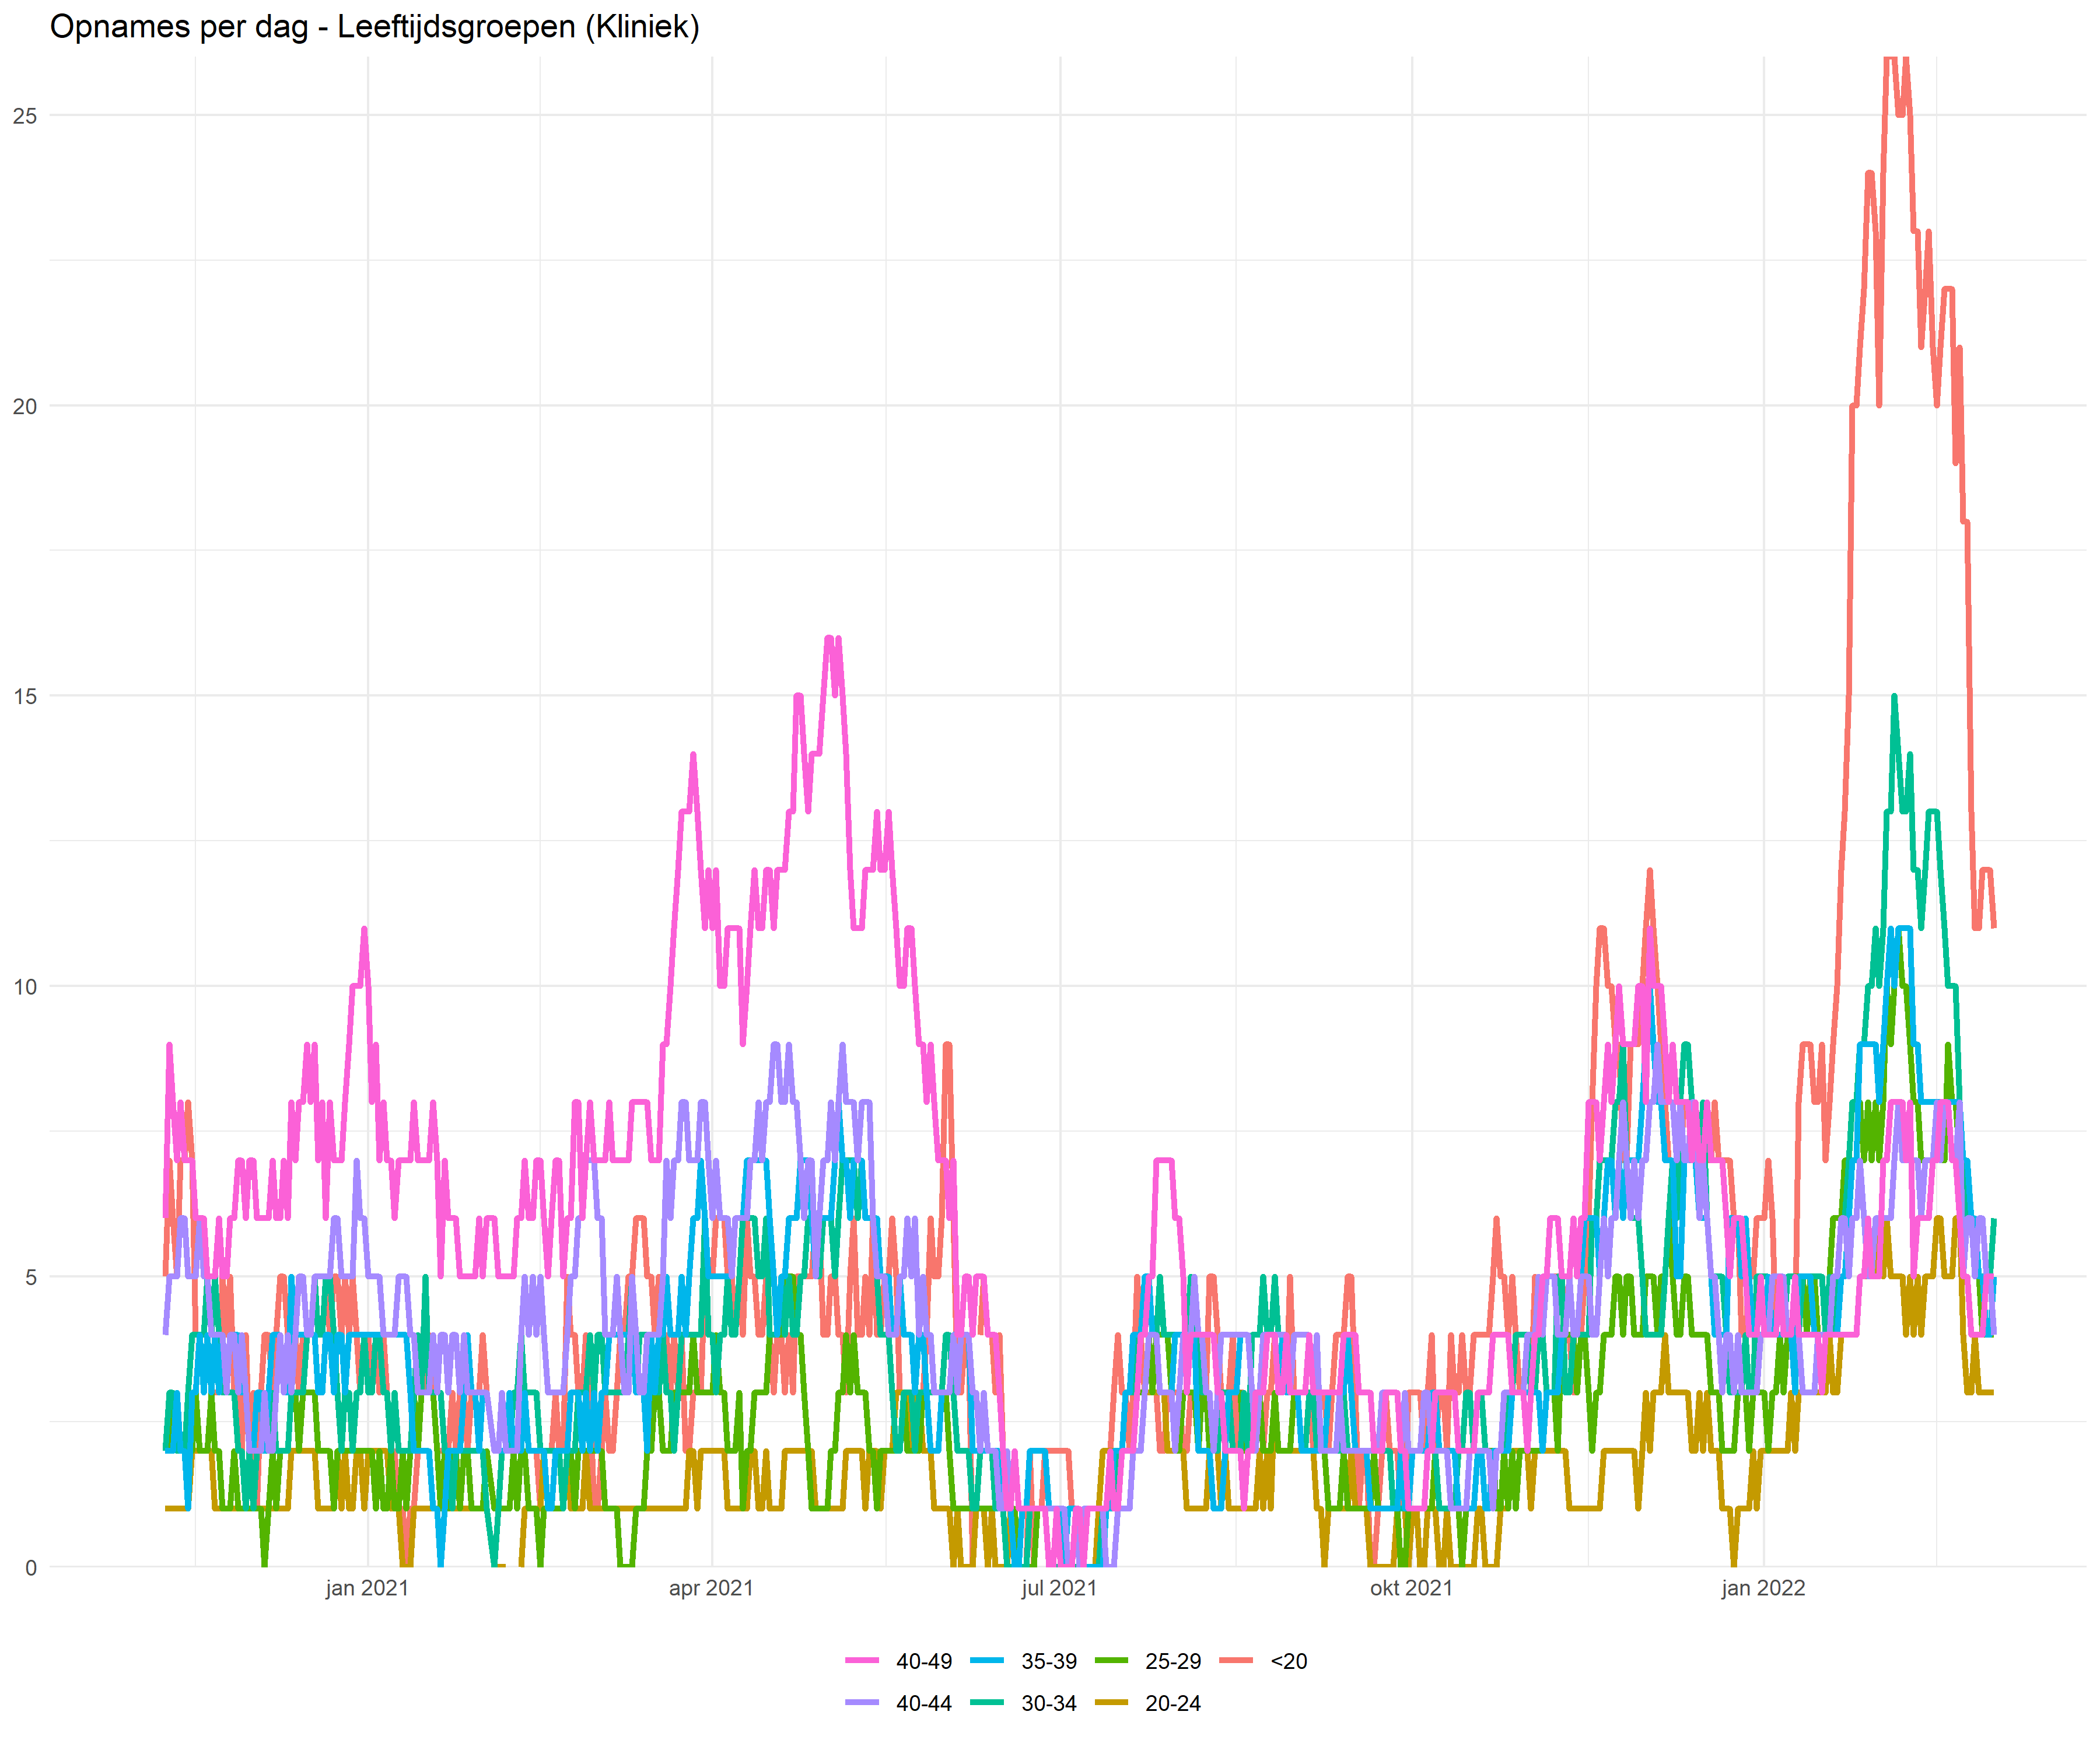 Opnames per dag - Leeftijdsgroepen (Kliniek)
25
20
15
10
5
0
jan 2021 apr 2021 jul 2021 okt 2021 jan 2022
40-49 35-39 25-29 <20
40-44 30-34 20-24